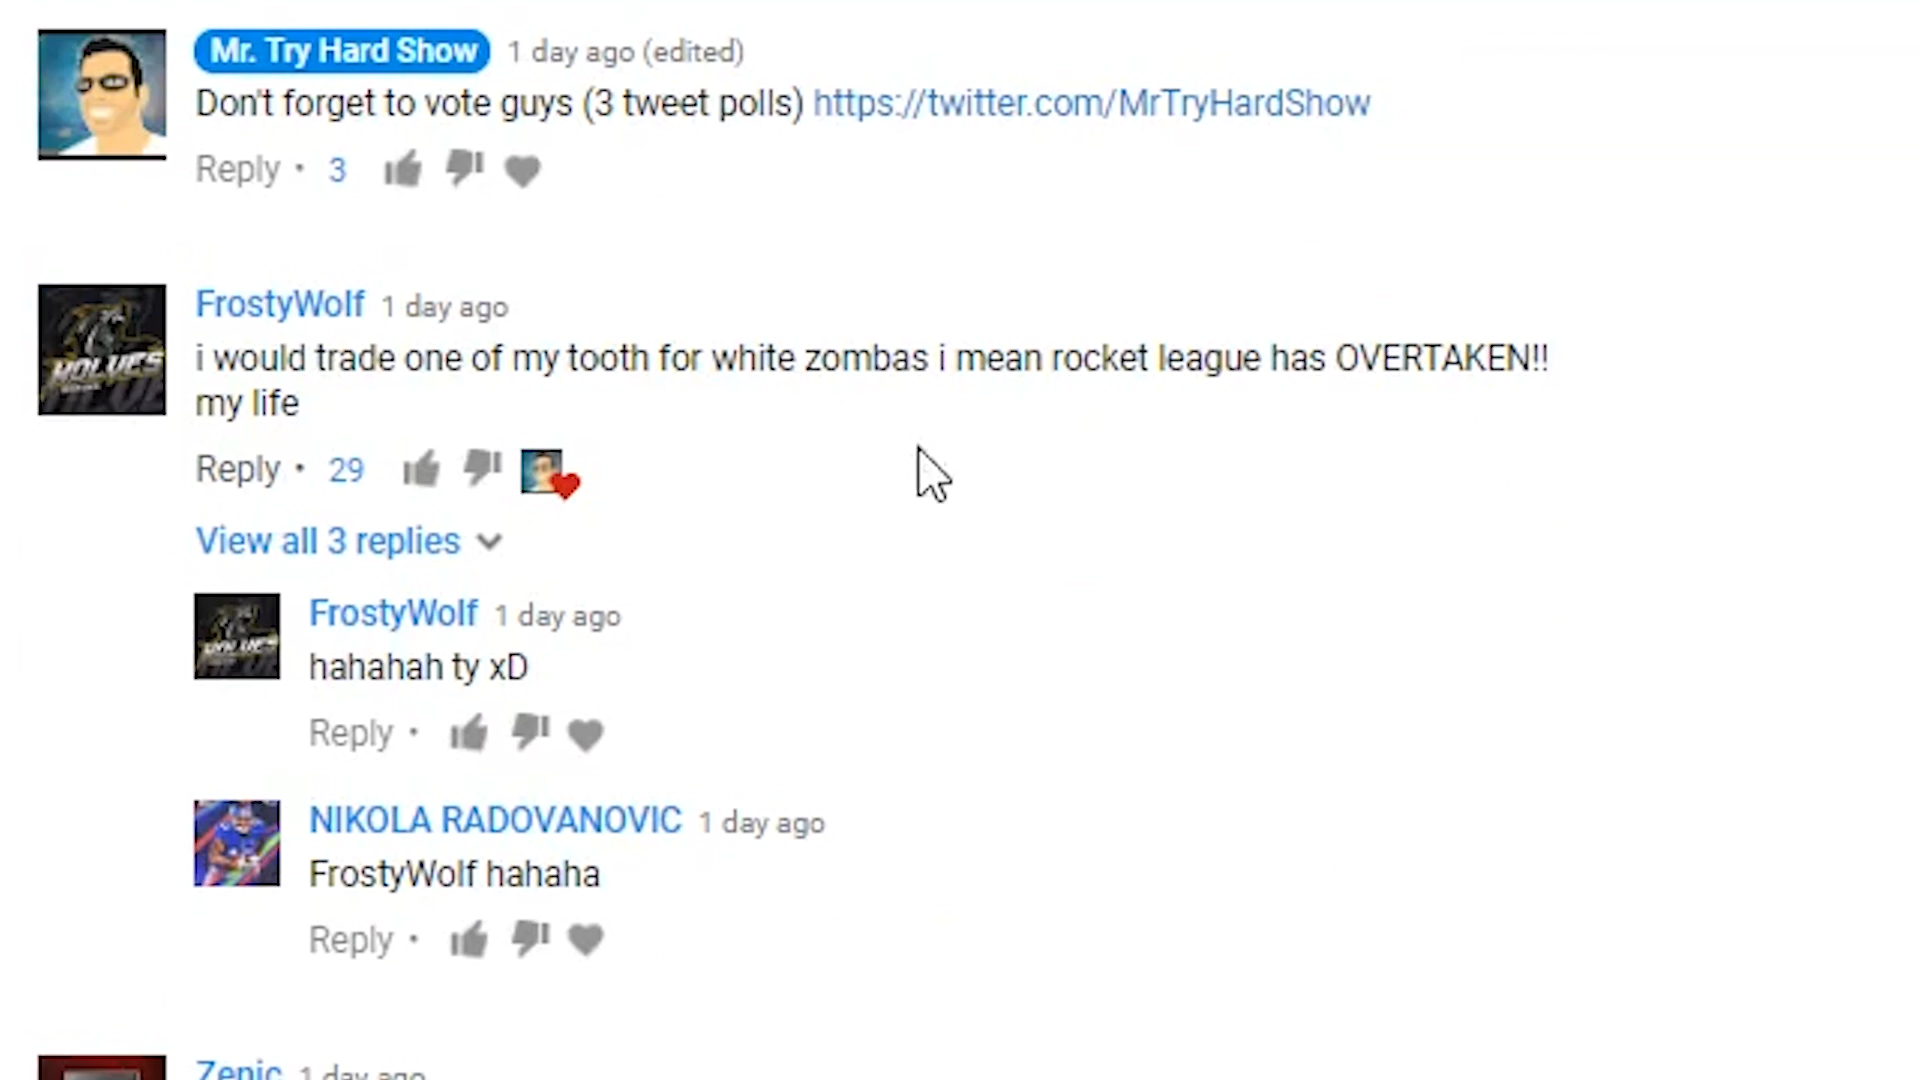 Mr. Try Hard Show 1 day ago (edited)
Don't forget to vote guys (3 tweet polls) https://twitter.com/MrTryHardShow
Reply • 3
FrostyWolf 1 day ago
i would trade one of my tooth for white zombas i mean rocket league has OVERTAKEN!!
my life
WOLVES
Reply • 29
View all 3 replies
FrostyWolf 1 day ago
hahahah ty xD
Reply •
NIKOLA RADOVANOVIC 1 day ago
FrostyWolf hahaha
Reply •
Zenic 1 day ago